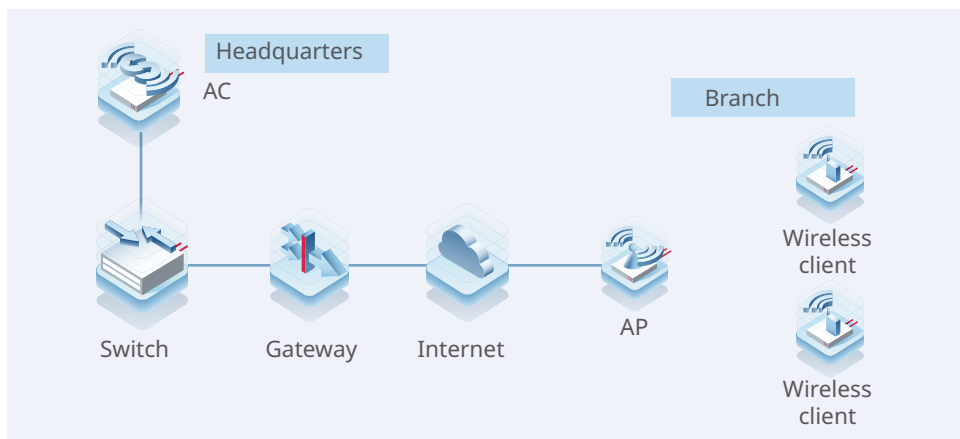 Headquarters
AC
Branch
Wireless
client
Switch
Gateway
Internet
AP
Wireless
client